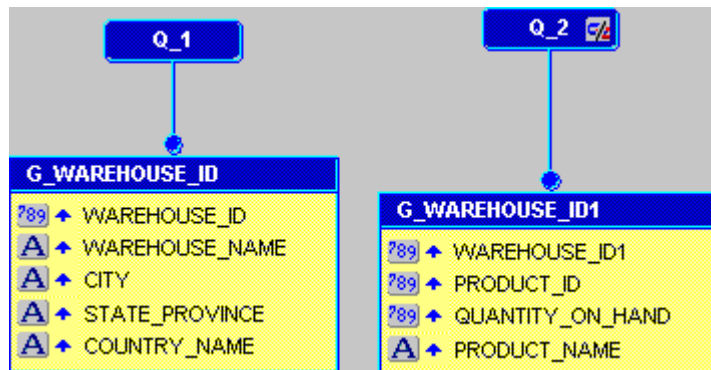 Q_1
G_WAREHOUSE_ID
789 WAREHOUSE_ID
A WAREHOUSE_NAME
A CITY
A STATE_PROVINCE
A COUNTRY_NAME
Q_2
G_WAREHOUSE_ID1
789 WAREHOUSE_ID1
789 PRODUCT_ID
789 QUANTITY_ON_HAND
A PRODUCT_NAME